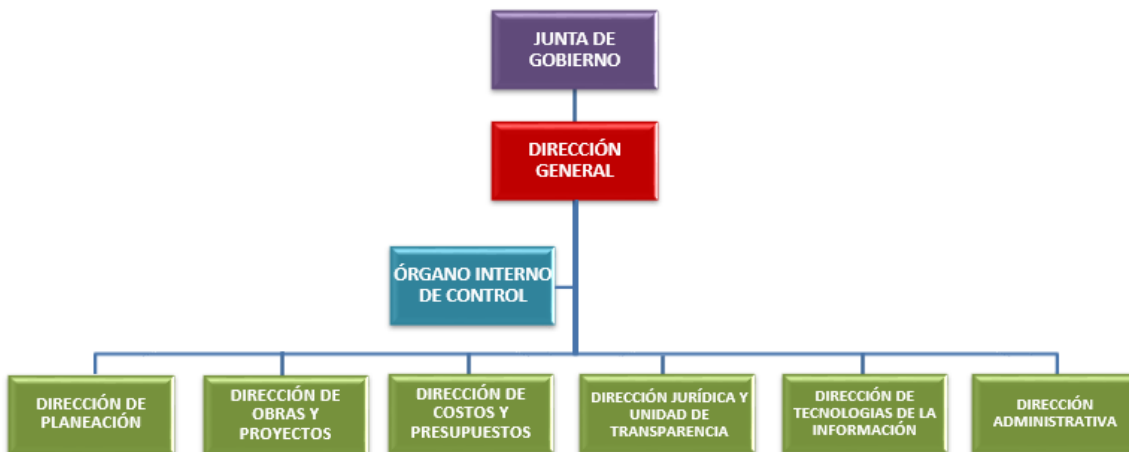 JUNTA DE
GOBIERNO
DIRECCIÓN
GENERAL
ÓRGANO INTERNO
DE CONTROL
DIRECCIÓN DE
PLANEACIÓN
DIRECCIÓN DE
OBRAS Y
PROYECTOS
DIRECCIÓN DE
COSTOS Y
PRESUPUESTOS
DIRECCIÓN JURÍDICA Y
UNIDAD DE
TRANSPARENCIA
DIRECCIÓN DE
TECNOLOGIAS DE LA
INFORMACIÓN
DIRECCIÓN
ADMINISTRATIVA